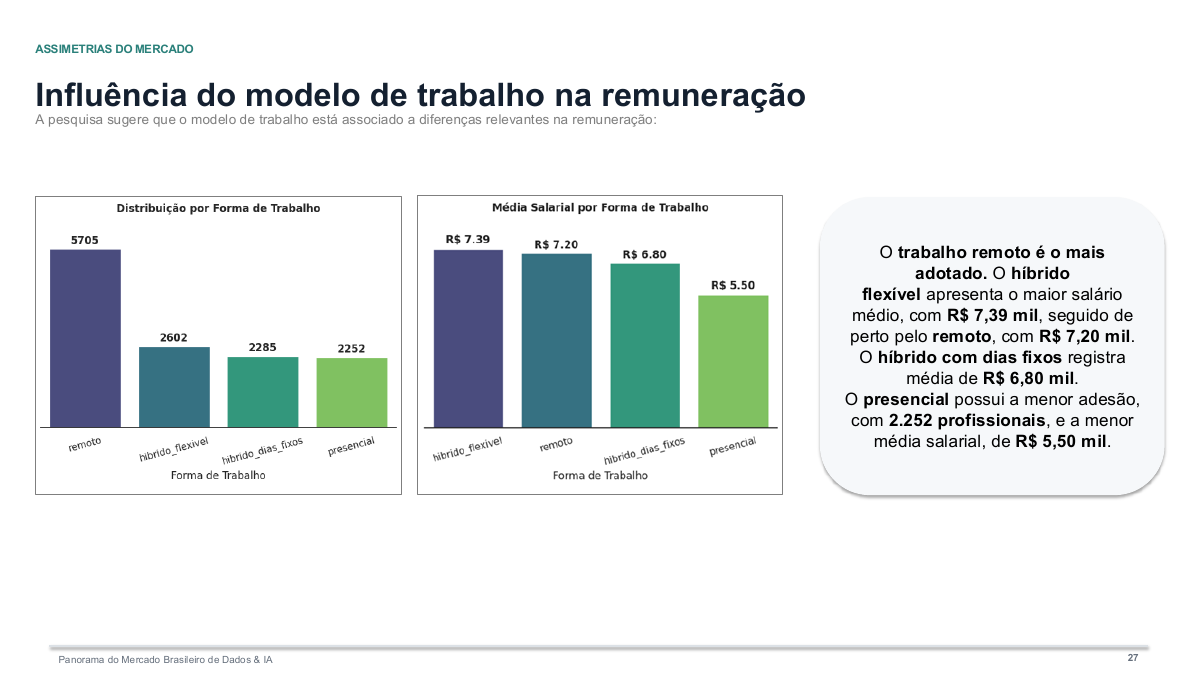 ASSIMETRIAS DO MERCADO
Influência do modelo de trabalho na remuneração
A pesquisa sugere que o modelo de trabalho está associado a diferenças relevantes na remuneração:
Distribuição por Forma de Trabalho
5705
2602
2285
2252
remoto
hibrido_flexivel
hibrido_dias_fixos
presencial
Forma de Trabalho
Média Salarial por Forma de Trabalho
R$ 7.39
R$ 7.20
R$ 6.80
R$ 5.50
hibrido_flexivel
remoto
hibrido_dias_fixos
presencial
Forma de Trabalho
O trabalho remoto é o mais
adotado. O híbrido
flexível apresenta o maior salário
médio, com R$ 7,39 mil, seguido de
perto pelo remoto, com R$ 7,20 mil.
O híbrido com dias fixos registra
média de R$ 6,80 mil.
O presencial possui a menor adesão,
com 2.252 profissionais, e a menor
média salarial, de R$ 5,50 mil.
Panorama do Mercado Brasileiro de Dados & IA
27